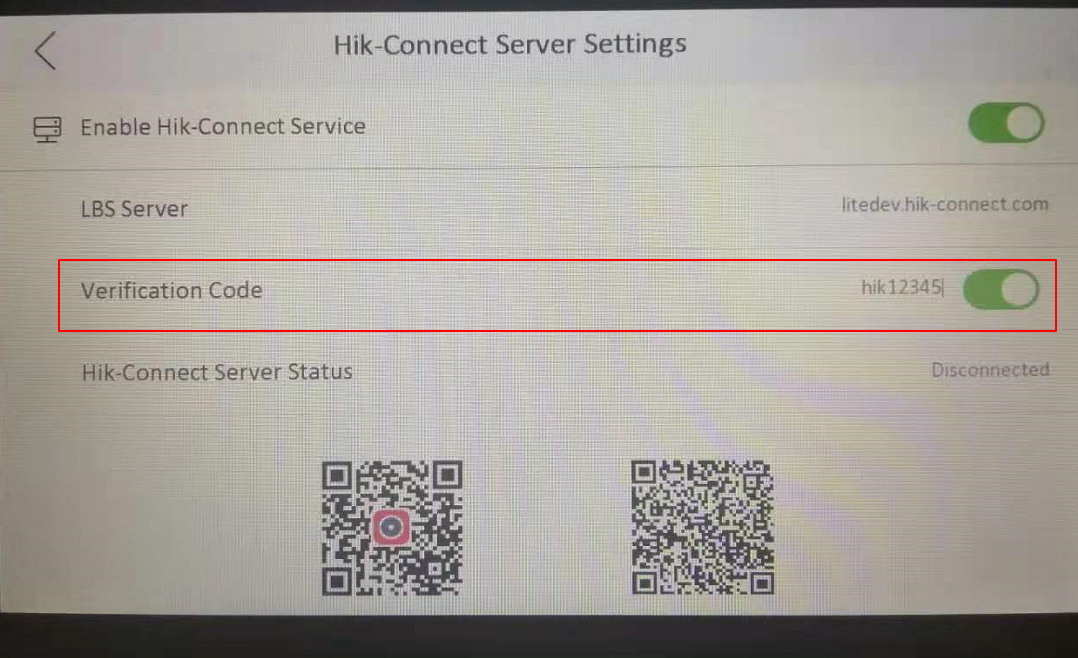 Hik-Connect Server Settings
Enable Hik-Connect Service
LBS Server litedev.hik-connect.com
Verification Code hik12345
Hik-Connect Server Status Disconnected